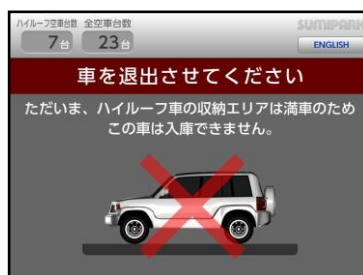 ハイルーフ空車台数 全空車台数
7台 23台
SUMIPARK
ENGLISH
車を退出させてください
ただいま、ハイルーフ車の収納エリアは満車のため
この車は入庫できません。